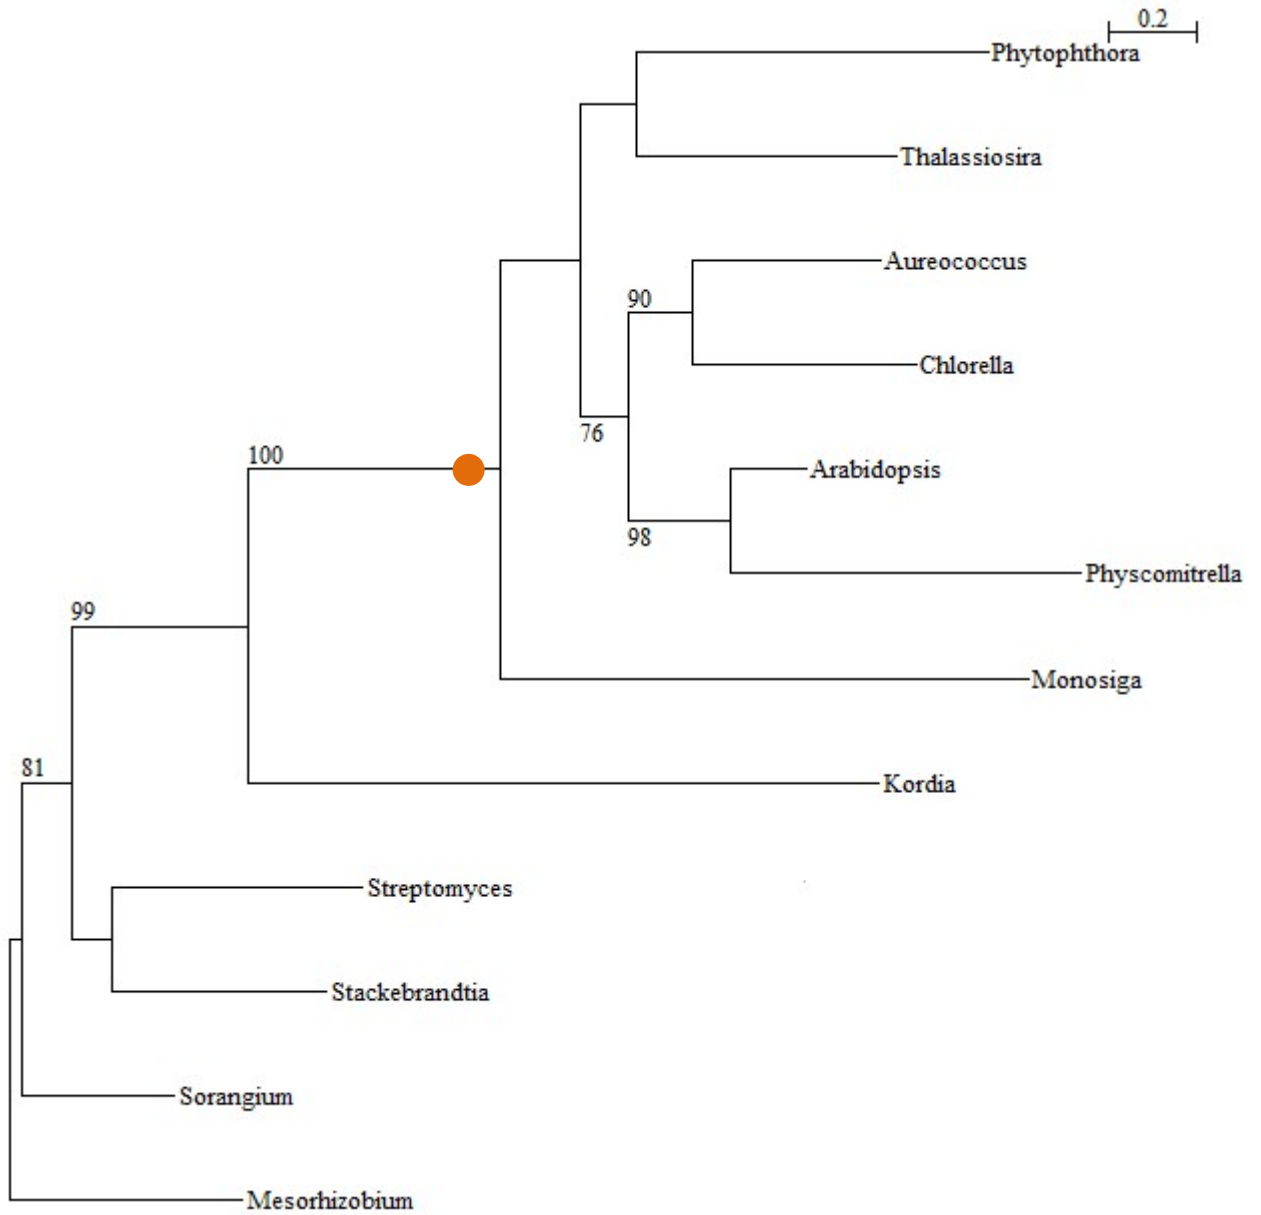 0.2
Phytophthora
Thalassiosira
Aureococcus
90
Chlorella
76
100
Arabidopsis
98
Physcomitrella
99
Monosiga
81
Kordia
Streptomyces
Stackebrandtia
Sorangium
Mesorhizobium